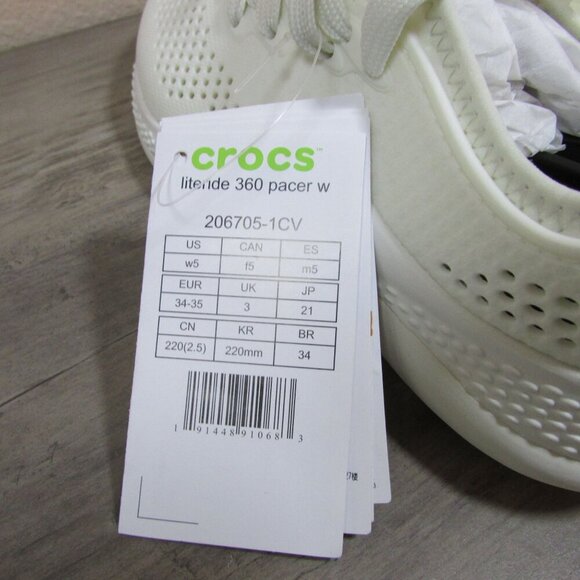 crocs™
literide 360 pacer w
206705-1CV
US CAN ES
w5 f5 m5
EUR UK JP
34-35 3 21
CN KR BR
220(2.5) 220mm 34
1 91448 91068 3